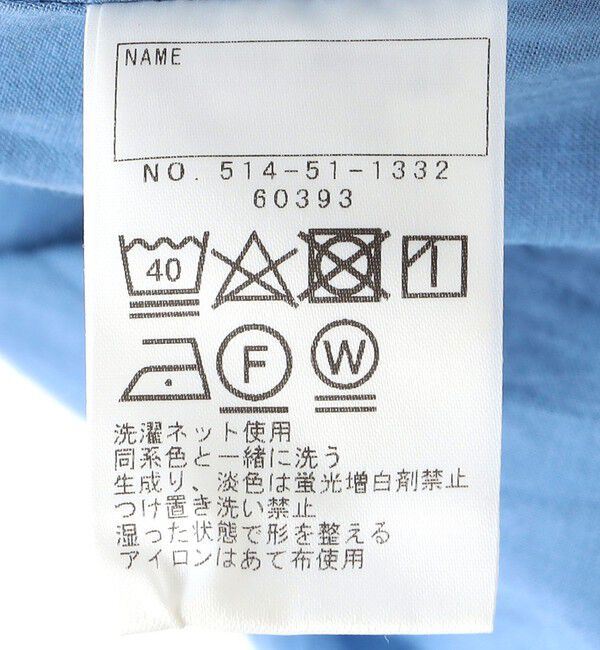 NAME
NO. 514-51-1332
60393
40
F
W
洗濯ネット使用
同系色と一緒に洗う
生成り、淡色は蛍光増白剤禁止
つけ置き洗い禁止
湿った状態で形を整える
アイロンはあて布使用